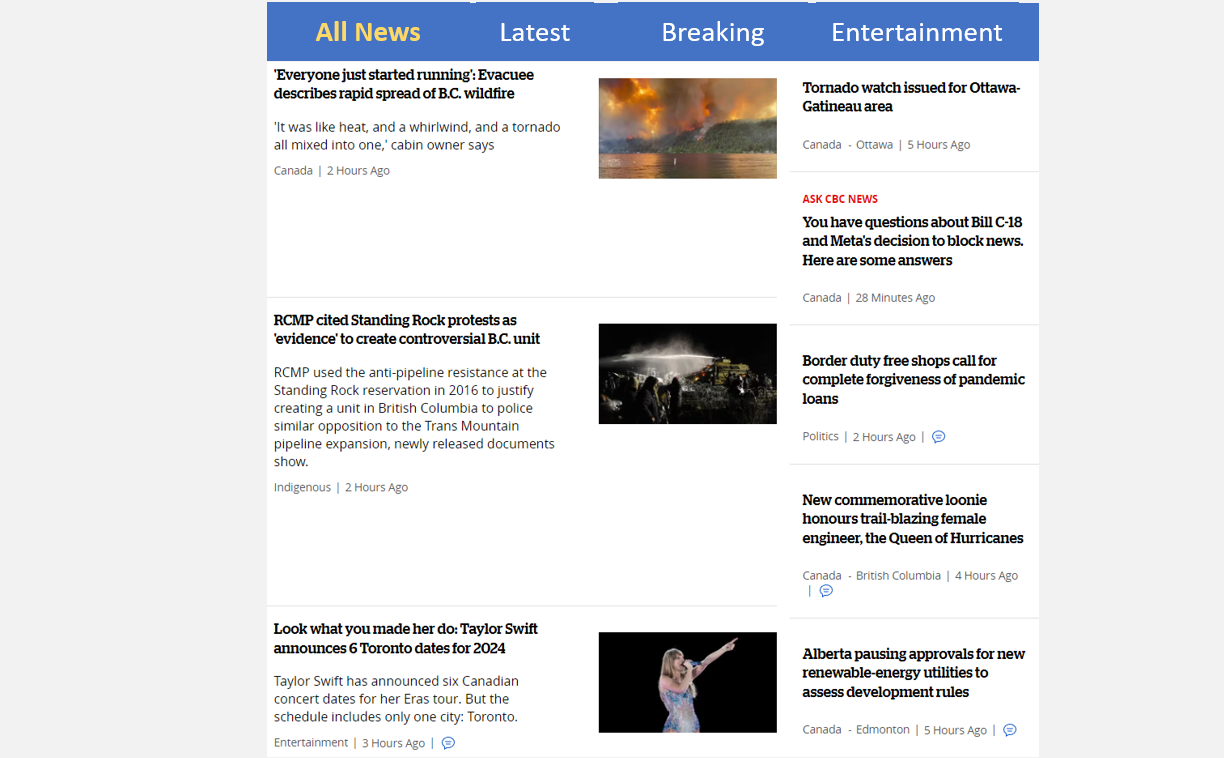 All News Latest Breaking Entertainment
'Everyone just started running': Evacuee
describes rapid spread of B.C. wildfire
'It was like heat, and a whirlwind, and a tornado
all mixed into one,' cabin owner says
Canada | 2 Hours Ago
RCMP cited Standing Rock protests as
'evidence' to create controversial B.C. unit
RCMP used the anti-pipeline resistance at the
Standing Rock reservation in 2016 to justify
creating a unit in British Columbia to police
similar opposition to the Trans Mountain
pipeline expansion, newly released documents
show.
Indigenous | 2 Hours Ago
Look what you made her do: Taylor Swift
announces 6 Toronto dates for 2024
Taylor Swift has announced six Canadian
concert dates for her Eras tour. But the
schedule includes only one city: Toronto.
Entertainment | 3 Hours Ago |
Tornado watch issued for Ottawa-
Gatineau area
Canada - Ottawa | 5 Hours Ago
ASK CBC NEWS
You have questions about Bill C-18
and Meta's decision to block news.
Here are some answers
Canada | 28 Minutes Ago
Border duty free shops call for
complete forgiveness of pandemic
loans
Politics | 2 Hours Ago |
New commemorative loonie
honours trail-blazing female
engineer, the Queen of Hurricanes
Canada - British Columbia | 4 Hours Ago
|
Alberta pausing approvals for new
renewable-energy utilities to
assess development rules
Canada - Edmonton | 5 Hours Ago |